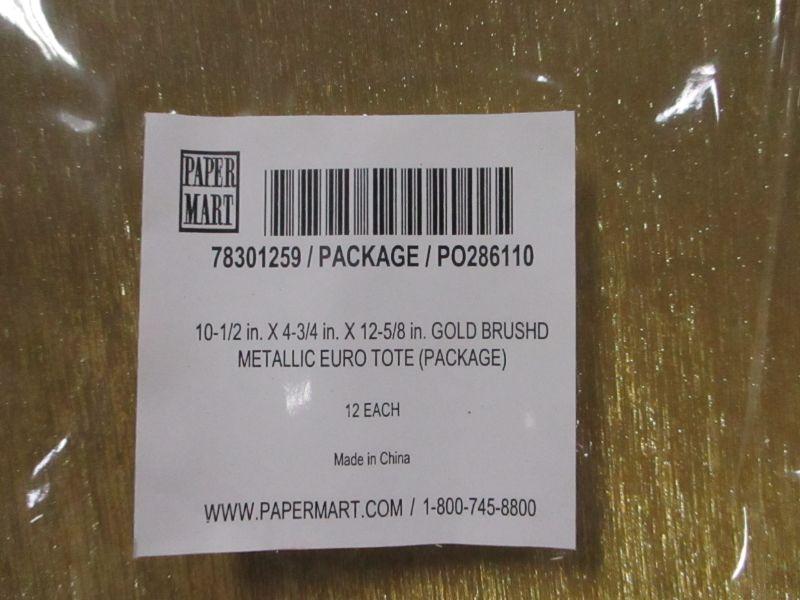 PAPER
MART
78301259 / PACKAGE / PO286110
10-1/2 in. X 4-3/4 in. X 12-5/8 in. GOLD BRUSHD
METALLIC EURO TOTE (PACKAGE)
12 EACH
Made in China
WWW.PAPERMART.COM / 1-800-745-8800